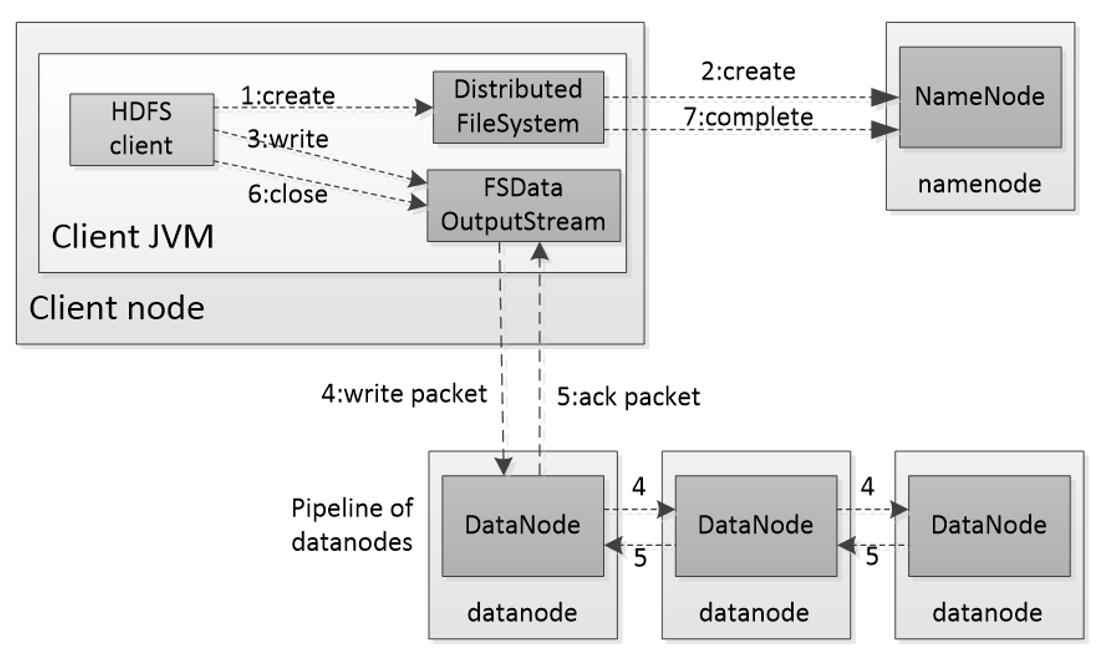 HDFS
client
1:create
3:write
6:close
Distributed
FileSystem
FSData
OutputStream
Client JVM
Client node
2:create
7:complete
NameNode
namenode
4:write packet
5:ack packet
Pipeline of
datanodes
DataNode
datanode
4
5
DataNode
datanode
4
5
DataNode
datanode